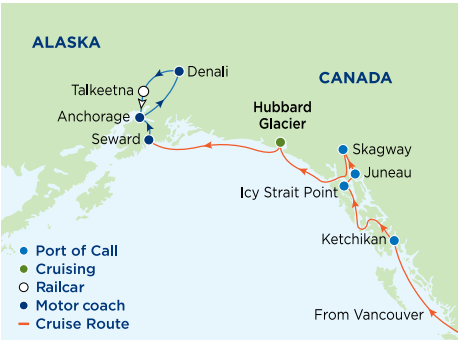 ALASKA
Denali
CANADA
Talkeetna
Hubbard
Glacier
Anchorage
Seward
Skagway
Juneau
Icy Strait Point
Ketchikan
From Vancouver
Port of Call
Cruising
Railcar
Motor coach
Cruise Route